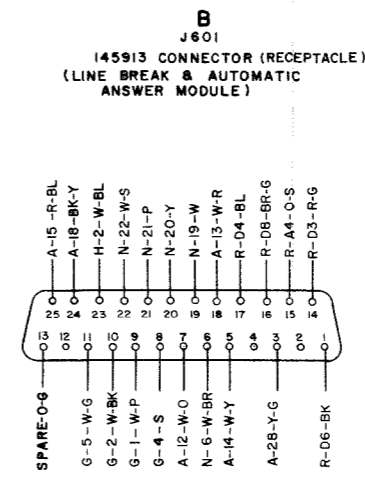 B
J601
145913 CONNECTOR (RECEPTACLE)
(LINE BREAK & AUTOMATIC
ANSWER MODULE)
A-15-R-BL
A-18-BK-Y
H-2-W-BL
N-22-W-S
N-21-P
N-20-Y
N-19-W
A-13-W-R
R-D4-BL
R-D8-BR-G
R-A4-O-S
R-D3-R-G
25 24 23 22 21 20 19 18 17 16 15 14
13 12 11 10 9 8 7 6 5 4 3 2 1
SPARE-O-G
G-5-W-G
G-2-W-BK
G-1-W-P
G-4-S
A-12-W-O
N-6-W-BR
A-14-W-Y
A-28-Y-G
R-D6-BK